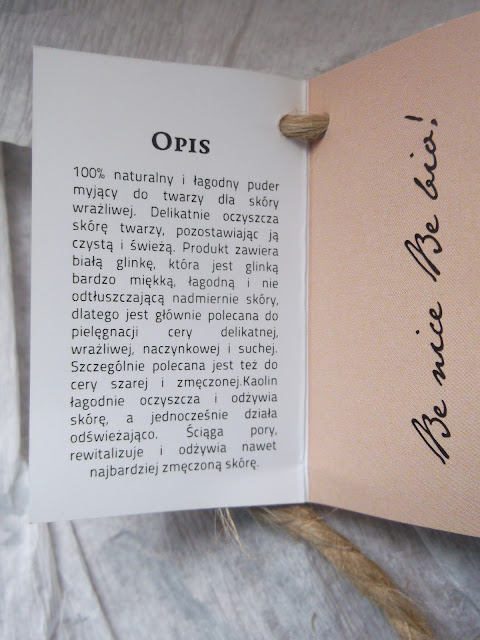 OPIS
100% naturalny i łagodny puder
myjący do twarzy dla skóry
wrażliwej. Delikatnie oczyszcza
skórę twarzy, pozostawiając ją
czystą i świeżą. Produkt zawiera
białą glinkę, która jest glinką
bardzo miękką, łagodną i nie
odtłuszczającą nadmiernie skóry,
dlatego jest głównie polecana do
pielęgnacji cery delikatnej,
wrażliwej, naczynkowej i suchej.
Szczególnie polecana jest też do
cery szarej i zmęczonej.Kaolin
łagodnie oczyszcza i odżywia
skórę, a jednocześnie działa
odświeżająco. Ściąga pory,
rewitalizuje i odżywia nawet
najbardziej zmęczoną skórę.
Be nice Be bio!